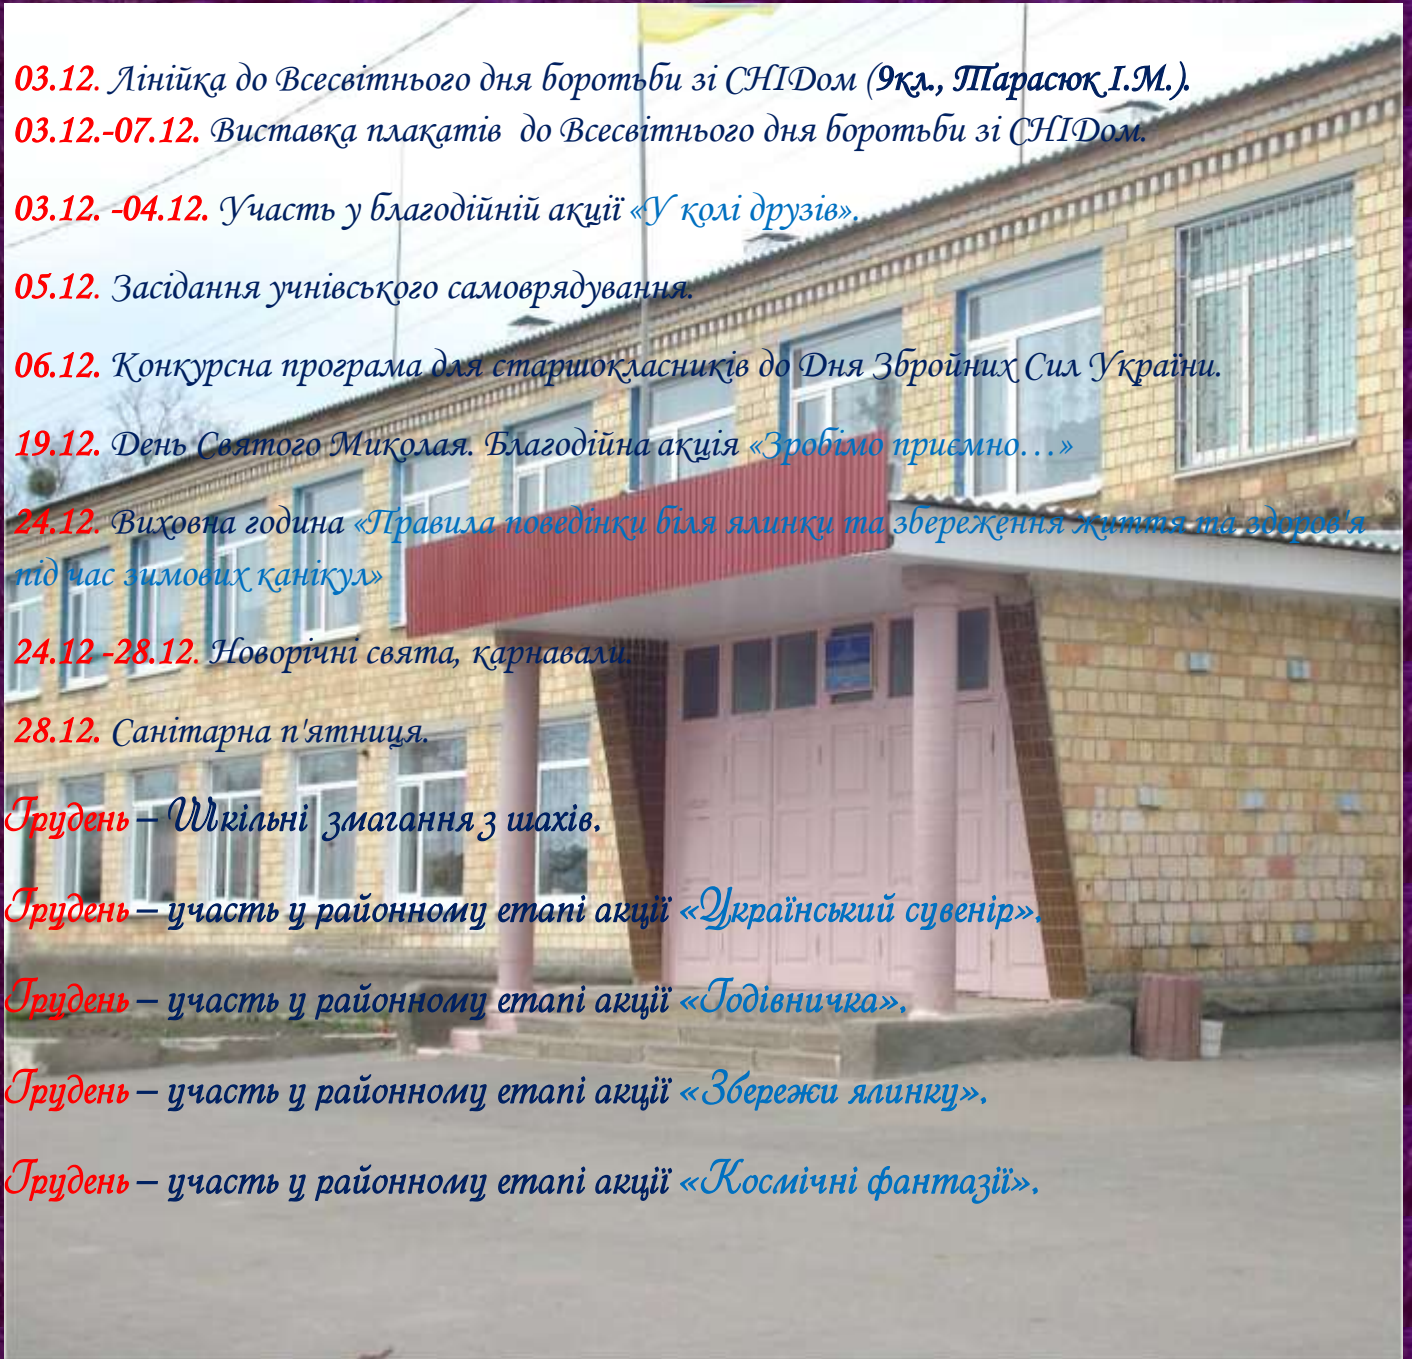 03.12. Лінійка до Всесвітнього дня боротьби зі СНІДом (9кл., Тарасюк І.М.).
03.12.-07.12. Виставка плакатів до Всесвітнього дня боротьби зі СНІДом.
03.12. -04.12. Участь у благодійній акції «У колі друзів».
05.12. Засідання учнівського самоврядування.
06.12. Конкурсна програма для старшокласників до Дня Збройних Сил України.
19.12. День Святого Миколая. Благодійна акція «Зробімо приємно…»
24.12. Виховна година «Правила поведінки біля ялинки та збереження життя та здоров'я
під час зимових канікул»
24.12 -28.12. Новорічні свята, карнавали.
28.12. Санітарна п'ятниця.
Грудень – Шкільні змагання з шахів.
Грудень – участь у районному етапі акції «Український сувенір».
Грудень – участь у районному етапі акції «Годівничка».
Грудень – участь у районному етапі акції «Збережи ялинку».
Грудень – участь у районному етапі акції «Космічні фантазії».